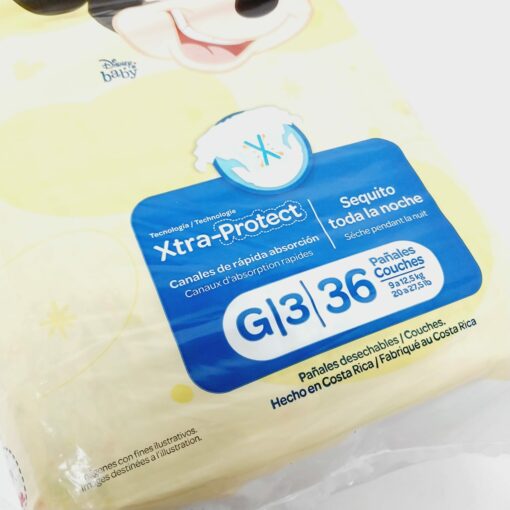 Disney
baby
Tecnología / Technologie
Xtra-Protect
Canales de rápida absorción
Canaux d'absorption rapides
Sequito
toda la noche
Sèche pendant la nuit
G|3|36
Pañales
Couches
9 a 12,5 kg
20 a 27,5 lb
Pañales desechables / Couches.
Hecho en Costa Rica / Fabriqué au Costa Rica
genes con fines ilustrativos.
images destinées a l'illustration.